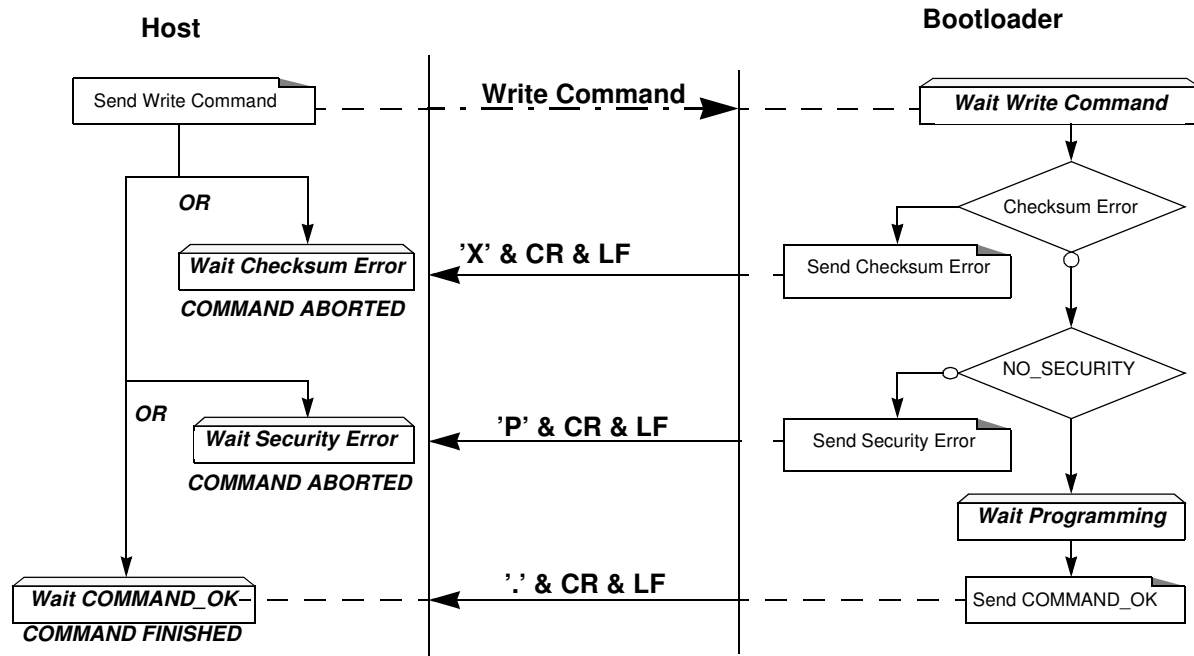 Host
Bootloader
Send Write Command
Write Command
Wait Write Command
OR
Checksum Error
Wait Checksum Error
'X' & CR & LF
Send Checksum Error
COMMAND ABORTED
NO_SECURITY
OR
Wait Security Error
'P' & CR & LF
Send Security Error
COMMAND ABORTED
Wait Programming
Wait COMMAND_OK
'.' & CR & LF
Send COMMAND_OK
COMMAND FINISHED